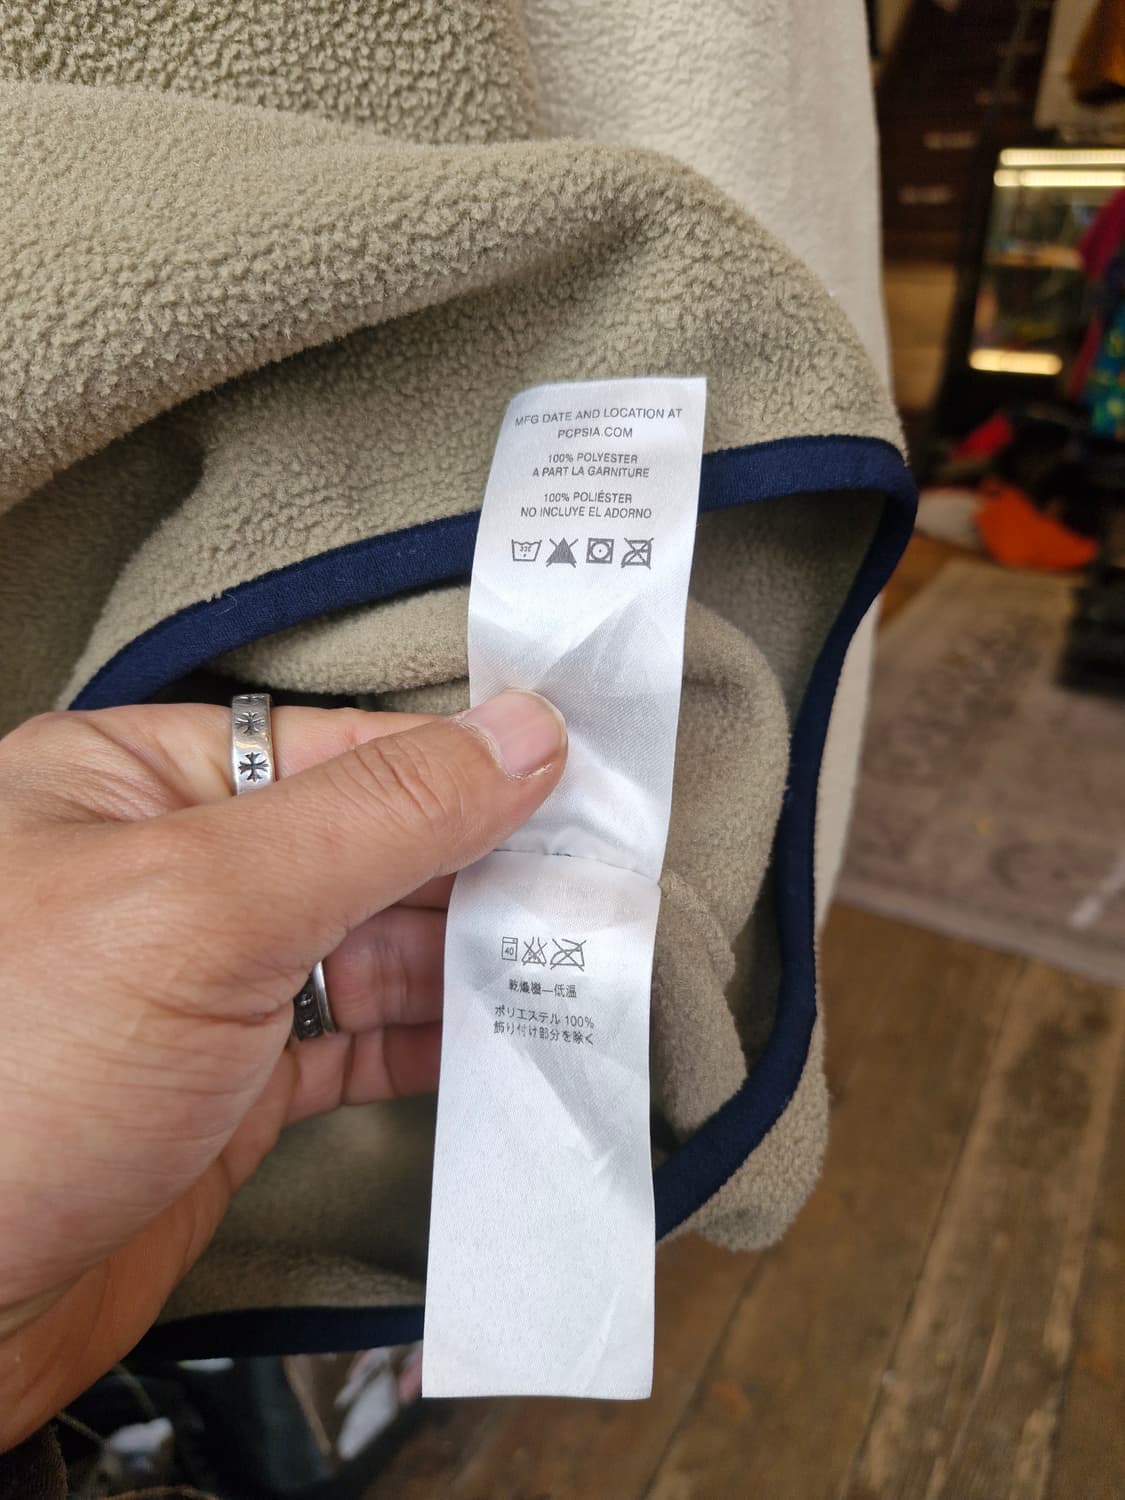 MFG DATE AND LOCATION AT
PCPSIA.COM
100% POLYESTER
A PART LA GARNITURE
100% POLIÉSTER
NO INCLUYE EL ADORNO
40
乾燥機—低温
ポリエステル 100%
飾り付け部分を除く